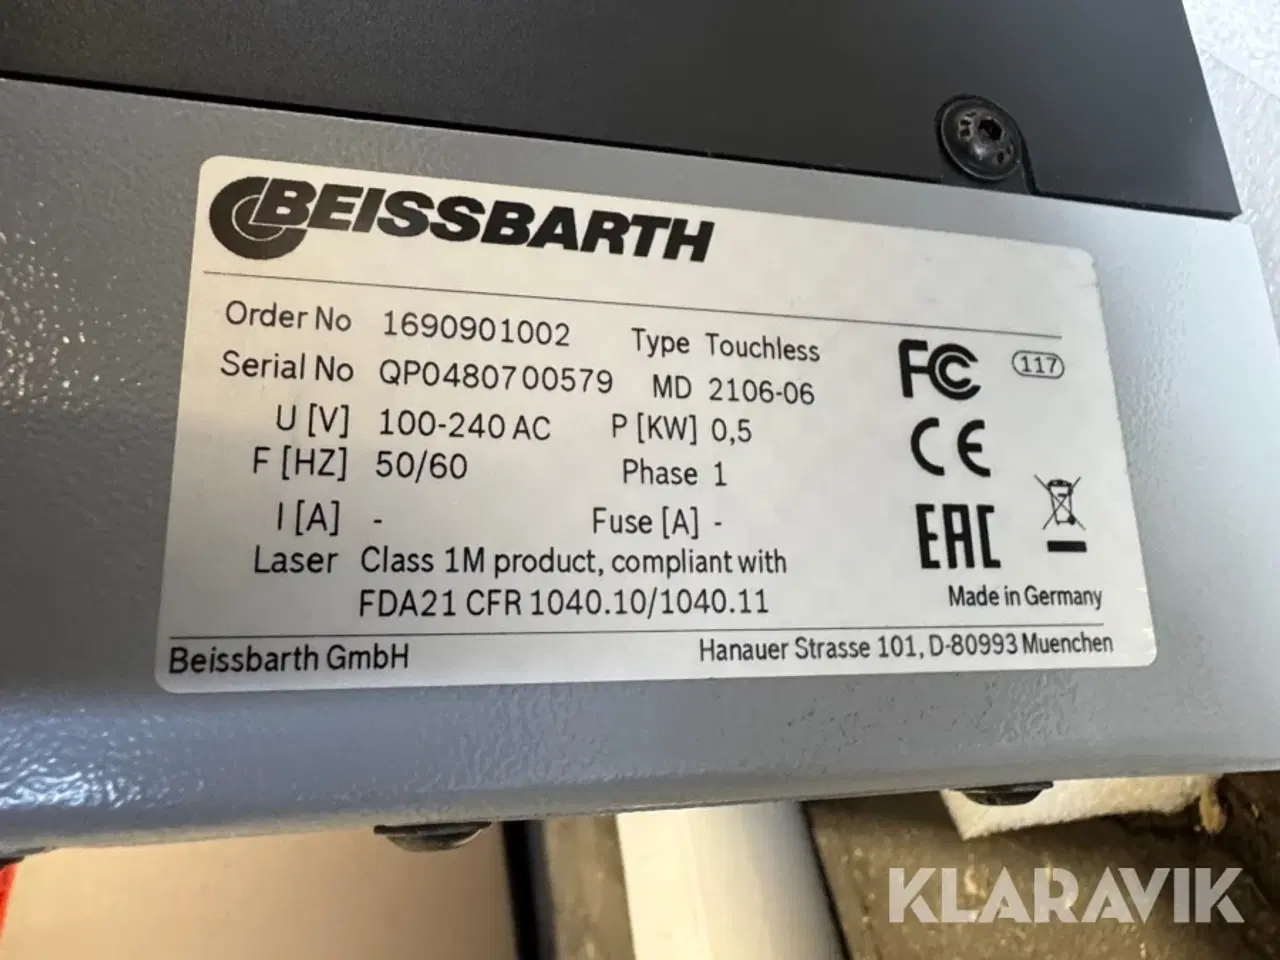 BEISSBARTH
Order No 1690901002 Type Touchless
Serial No QP0480700579 MD 2106-06
U [V] 100-240 AC P [KW] 0,5
F [HZ] 50/60 Phase 1
I [A] - Fuse [A] -
Laser Class 1M product, compliant with
FDA21 CFR 1040.10/1040.11
FC
117
CE
EAC
Made in Germany
Beissbarth GmbH Hanauer Strasse 101, D-80993 Muenchen
KLARAVIK